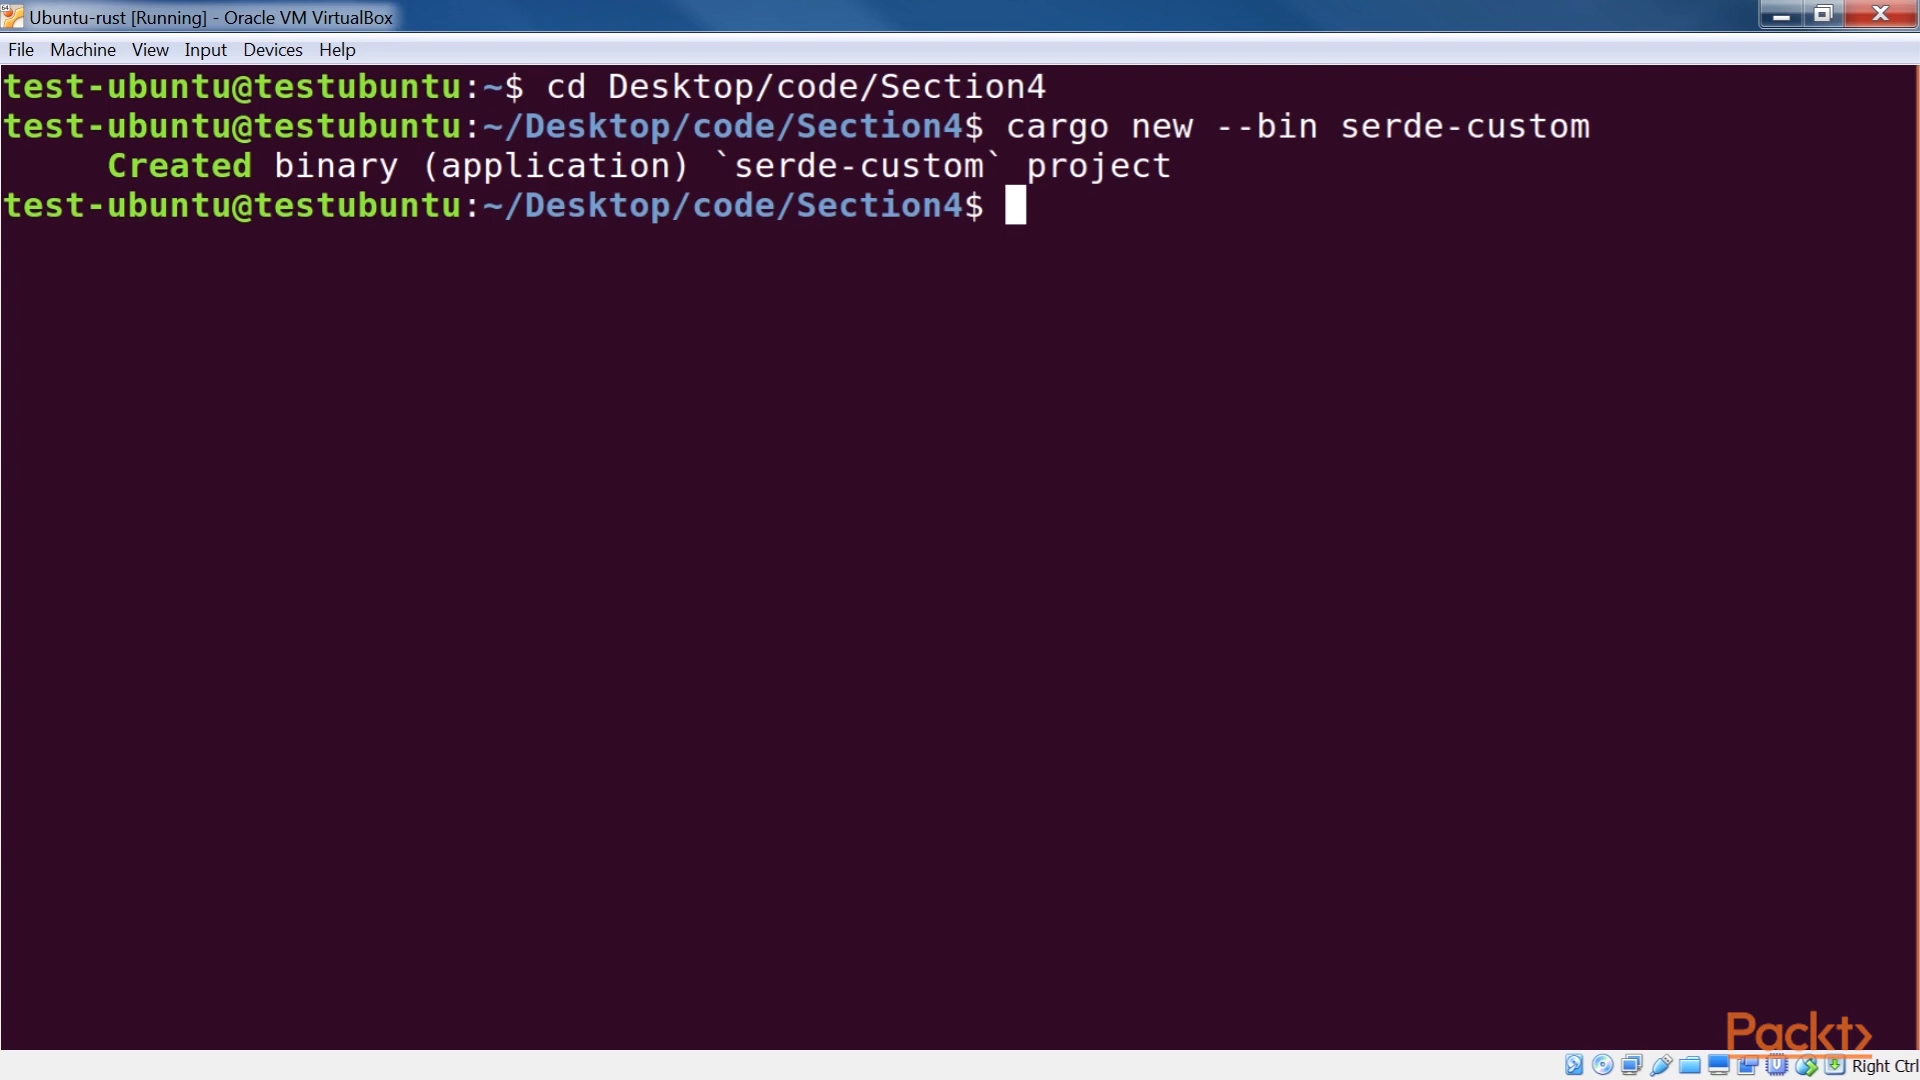 Ubuntu-rust [Running] - Oracle VM VirtualBox
File Machine View Input Devices Help
test-ubuntu@testubuntu:~$ cd Desktop/code/Section4
test-ubuntu@testubuntu:~/Desktop/code/Section4$ cargo new --bin serde-custom
Created binary (application) `serde-custom` project
test-ubuntu@testubuntu:~/Desktop/code/Section4$
Packt>
Right Ctrl